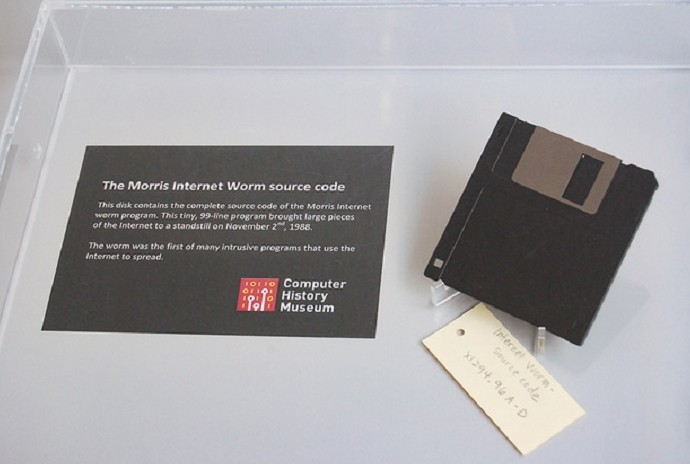 The Morris Internet Worm source code
This disk contains the complete source code of the Morris Internet
worm program. This tiny, 99-line program brought large pieces
of the Internet to a standstill on November 2nd, 1988.
The worm was the first of many intrusive programs that use the
Internet to spread.
Computer
History
Museum
Internet Worm-
source code
X1294.96A-D